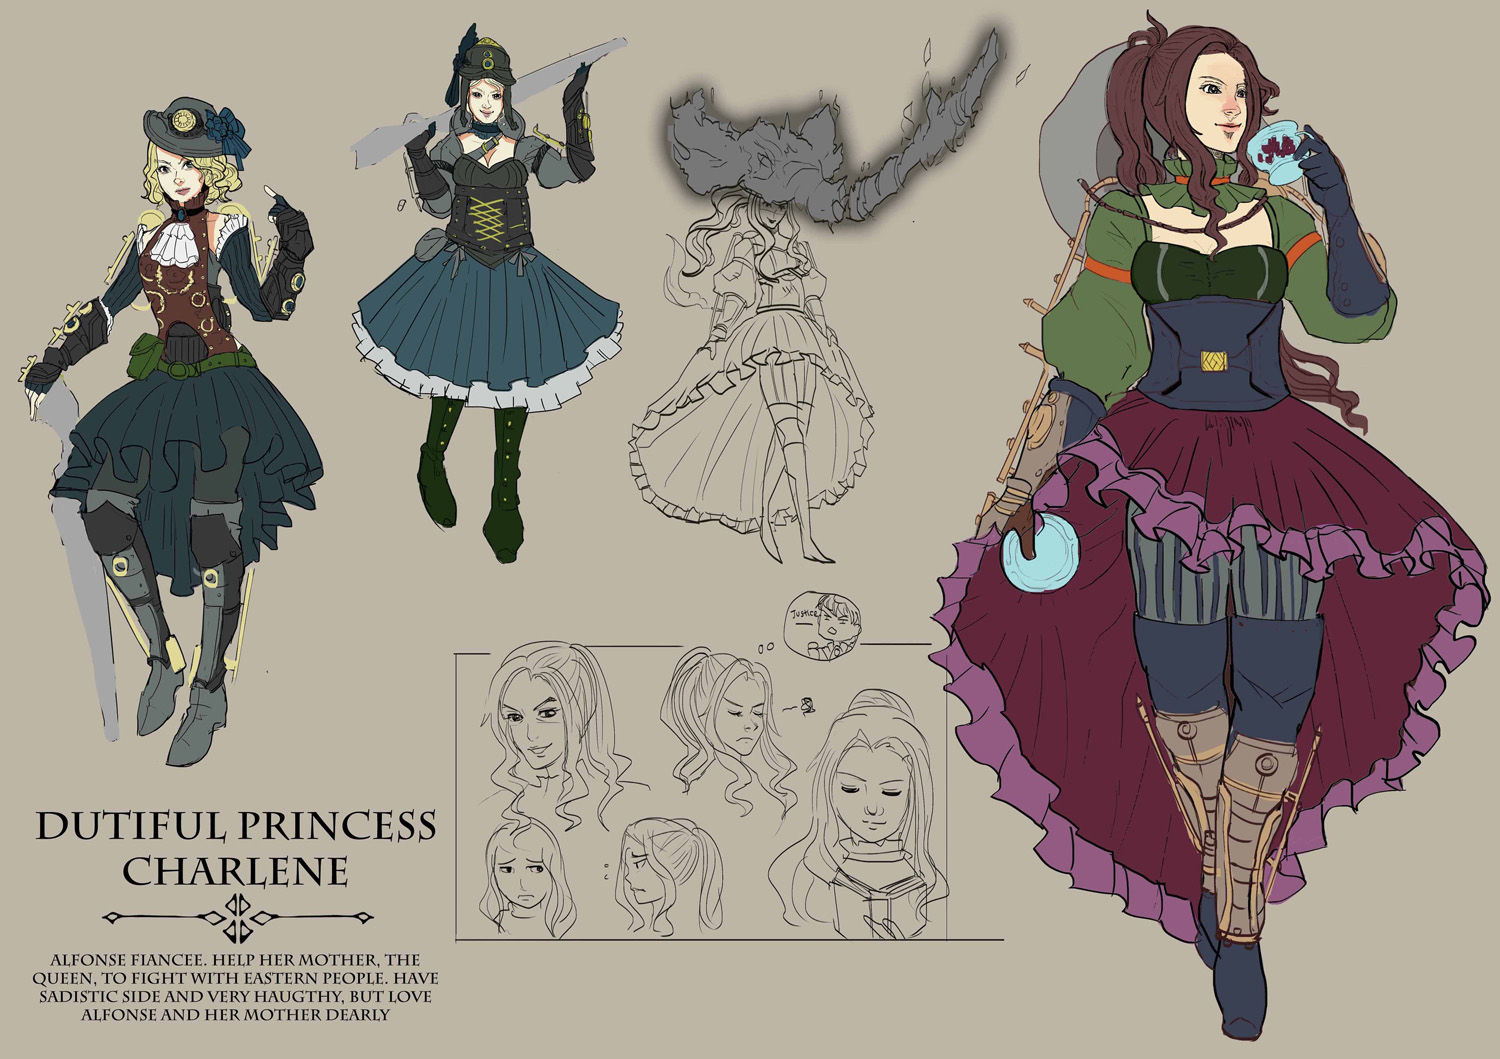 Justice
DUTIFUL PRINCESS
CHARLENE
ALFONSE FIANCEE. HELP HER MOTHER, THE
QUEEN, TO FIGHT WITH EASTERN PEOPLE. HAVE
SADISTIC SIDE AND VERY HAUGTHY, BUT LOVE
ALFONSE AND HER MOTHER DEARLY